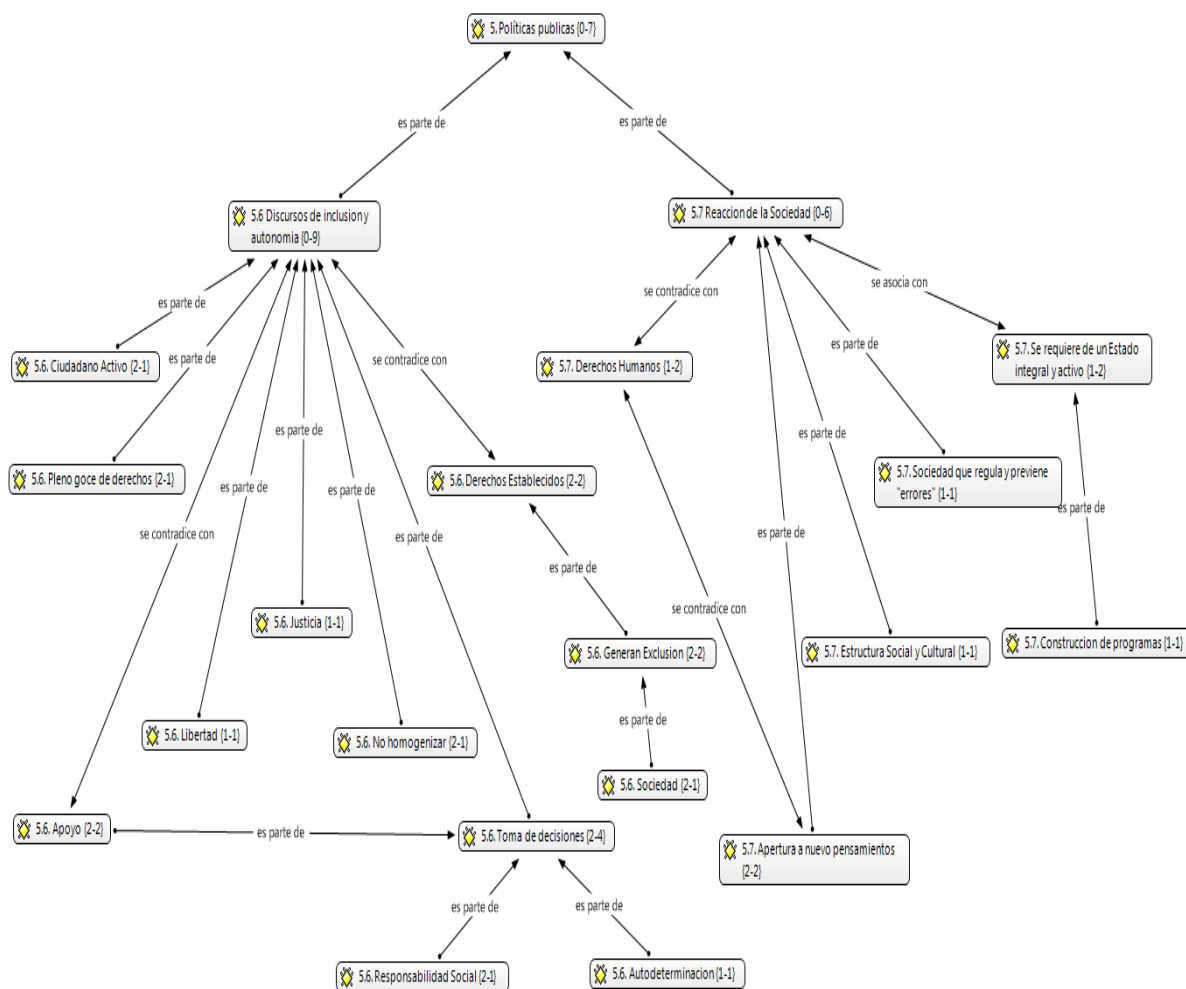 5. Políticas publicas {0-7}
es parte de
es parte de
5.6 Discursos de inclusion y
autonomia {0-9}
5.7 Reaccion de la Sociedad {0-6}
se asocia con
se contradice con
es parte de
5.6. Ciudadano Activo {2-1}
es parte de
se contradice con
5.7. Derechos Humanos {1-2}
es parte de
5.7. Se requiere de un Estado
integral y activo {1-2}
5.6. Pleno goce de derechos {2-1}
es parte de
5.6. Derechos Establecidos {2-2}
es parte de
5.7. Sociedad que regula y previene
"errores" {1-1}
es parte de
es parte de
se contradice con
es parte de
es parte de
es parte de
es parte de
5.6. Justicia {1-1}
se contradice con
5.6. Generan Exclusion {2-2}
5.7. Estructura Social y Cultural {1-1}
5.7. Construccion de programas {1-1}
es parte de
5.6. Libertad {1-1}
5.6. No homogenizar {2-1}
5.6. Sociedad {2-1}
5.6. Apoyo {2-2}
es parte de
5.6. Toma de decisiones {2-4}
5.7. Apertura a nuevo pensamientos
{2-2}
es parte de
es parte de
5.6. Responsabilidad Social {2-1}
5.6. Autodeterminacion {1-1}